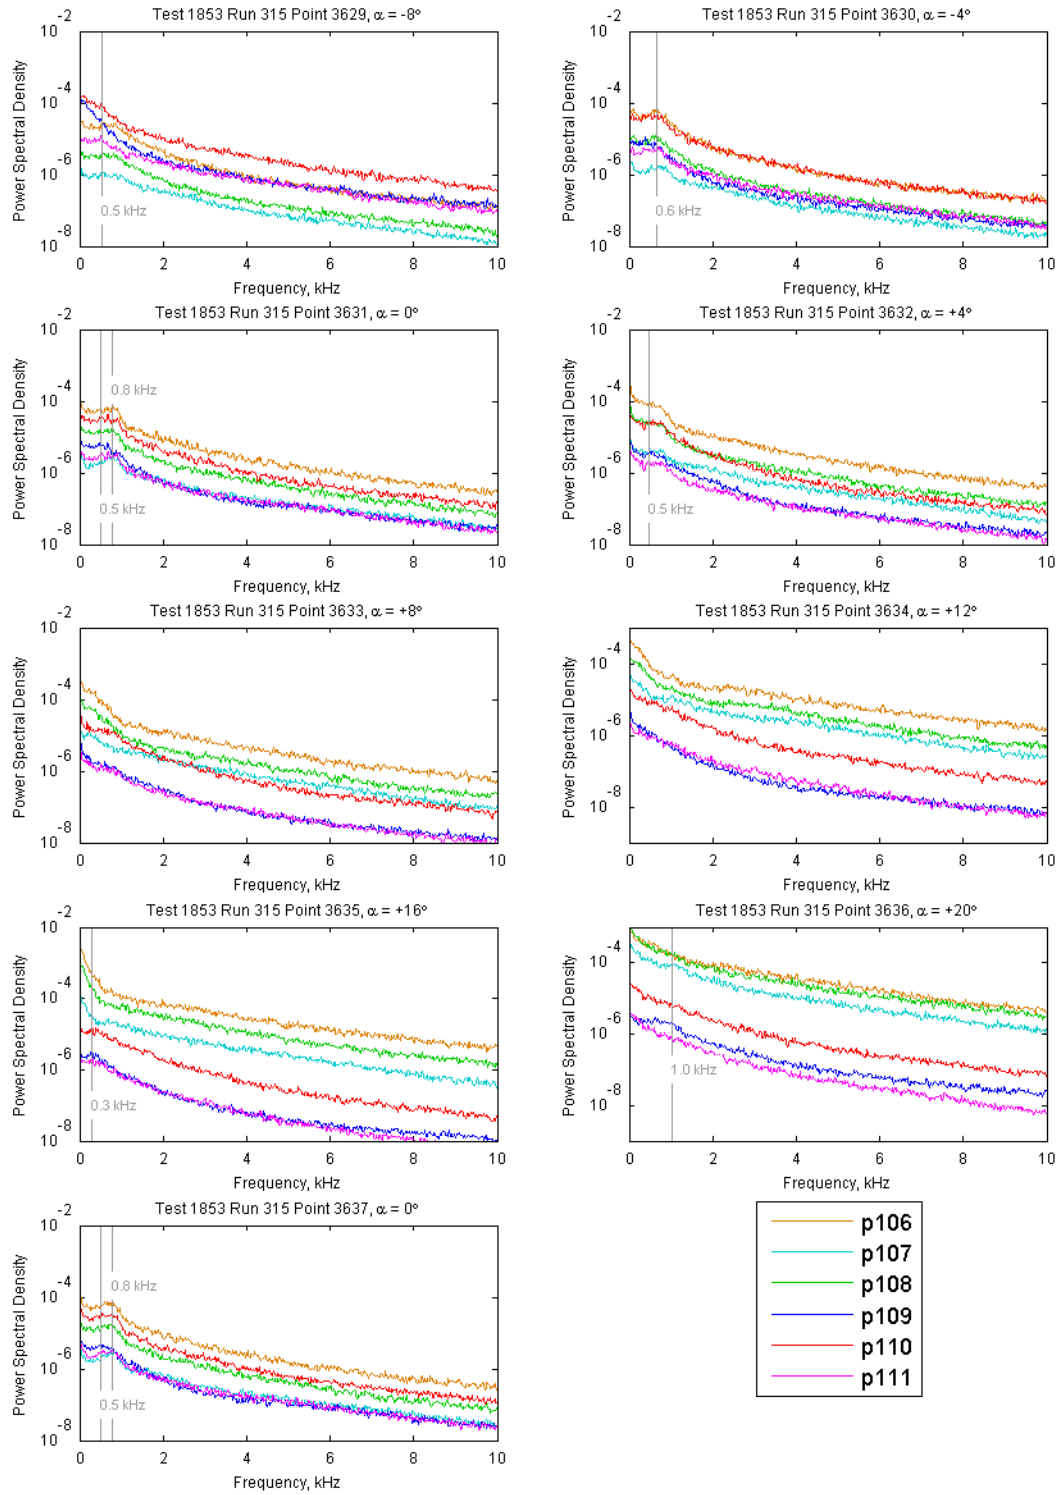 Test 1853 Run 315 Point 3629, α = -8°
Power Spectral Density
10^-2
10^-4
10^-6
10^-8
0.5 kHz
0 2 4 6 8 10
Frequency, kHz
Test 1853 Run 315 Point 3630, α = -4°
Power Spectral Density
10^-2
10^-4
10^-6
10^-8
0.6 kHz
0 2 4 6 8 10
Frequency, kHz
Test 1853 Run 315 Point 3631, α = 0°
Power Spectral Density
10^-2
10^-4
10^-6
10^-8
0.8 kHz
0.5 kHz
0 2 4 6 8 10
Frequency, kHz
Test 1853 Run 315 Point 3632, α = +4°
Power Spectral Density
10^-2
10^-4
10^-6
10^-8
0.5 kHz
0 2 4 6 8 10
Frequency, kHz
Test 1853 Run 315 Point 3633, α = +8°
Power Spectral Density
10^-2
10^-4
10^-6
10^-8
0 2 4 6 8 10
Frequency, kHz
Test 1853 Run 315 Point 3634, α = +12°
Power Spectral Density
10^-4
10^-6
10^-8
0 2 4 6 8 10
Frequency, kHz
Test 1853 Run 315 Point 3635, α = +16°
Power Spectral Density
10^-2
10^-4
10^-6
10^-8
0.3 kHz
0 2 4 6 8 10
Frequency, kHz
Test 1853 Run 315 Point 3636, α = +20°
Power Spectral Density
10^-4
10^-6
10^-8
1.0 kHz
0 2 4 6 8 10
Frequency, kHz
Test 1853 Run 315 Point 3637, α = 0°
Power Spectral Density
10^-2
10^-4
10^-6
10^-8
0.8 kHz
0.5 kHz
0 2 4 6 8 10
Frequency, kHz
p106
p107
p108
p109
p110
p111